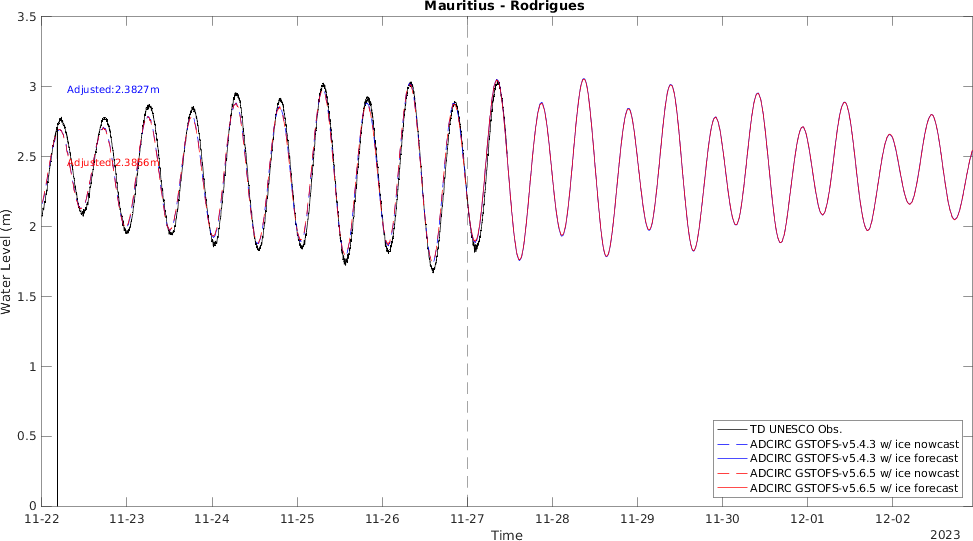 Mauritius - Rodrigues
3.5
3
2.5
2
1.5
1
0.5
0
Water Level (m)
Adjusted:2.3827m
Adjusted:2.3866m
11-22
11-23
11-24
11-25
11-26
11-27
11-28
11-29
11-30
12-01
12-02
Time
2023
TD UNESCO Obs.
ADCIRC GSTOFS-v5.4.3 w/ ice nowcast
ADCIRC GSTOFS-v5.4.3 w/ ice forecast
ADCIRC GSTOFS-v5.6.5 w/ ice nowcast
ADCIRC GSTOFS-v5.6.5 w/ ice forecast